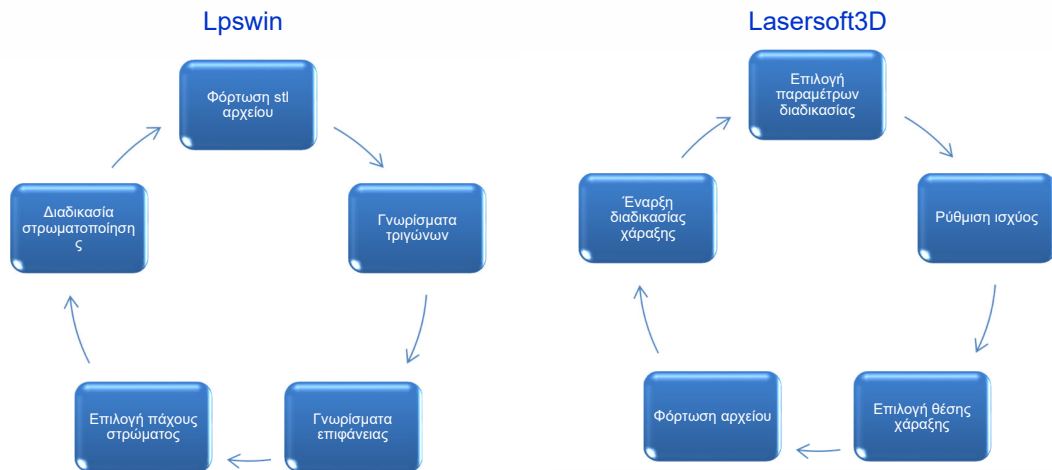 Lpswin
Φόρτωση stl
αρχείου
Γνωρίσματα
τριγώνων
Γνωρίσματα
επιφάνειας
Επιλογή πάχους
στρώματος
Διαδικασία
στρωματοποίηση
ς
Lasersoft3D
Επιλογή
παραμέτρων
διαδικασίας
Ρύθμιση ισχύος
Επιλογή θέσης
χάραξης
Φόρτωση αρχείου
Έναρξη
διαδικασίας
χάραξης